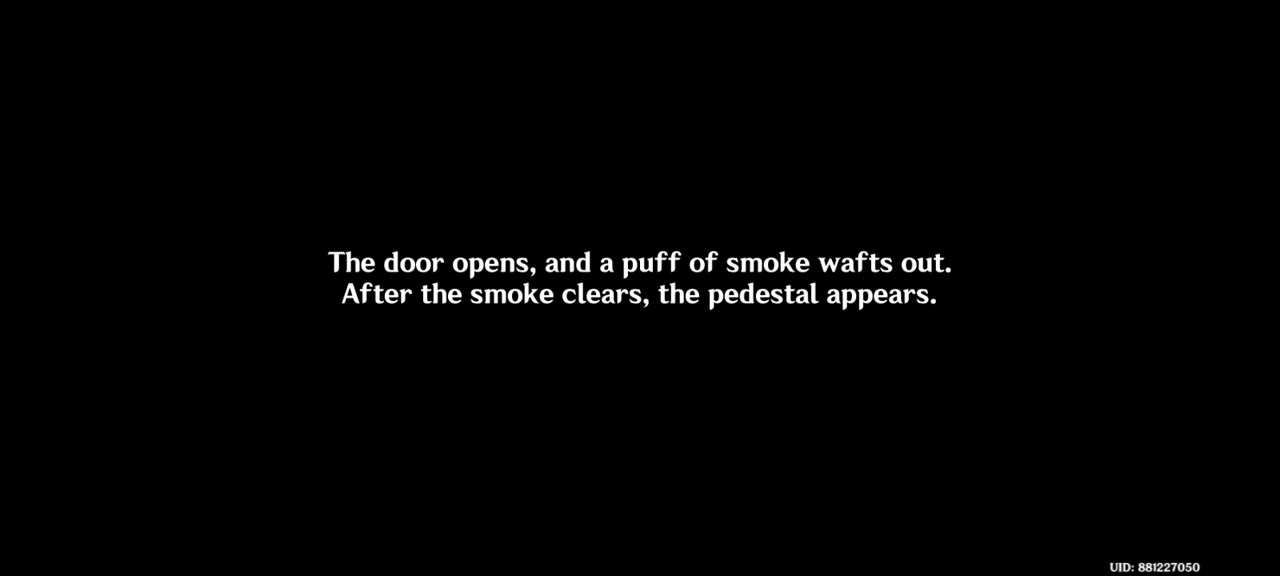 The door opens, and a puff of smoke wafts out.
After the smoke clears, the pedestal appears.
UID: 881227050